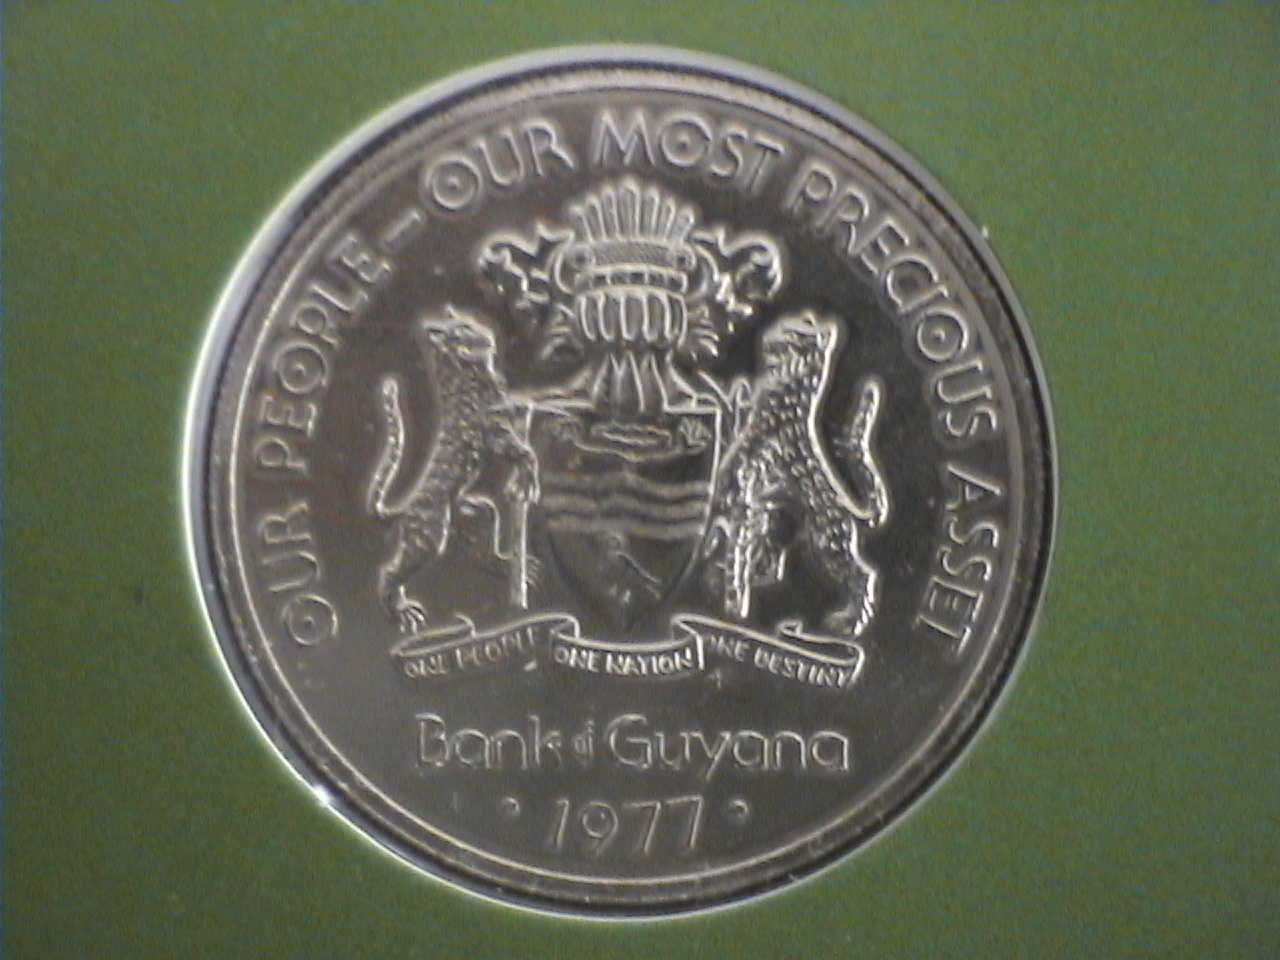 OUR PEOPLE – OUR MOST PRECIOUS ASSET
ONE PEOPLE ONE NATION ONE DESTINY
Bank of Guyana
• 1977 •